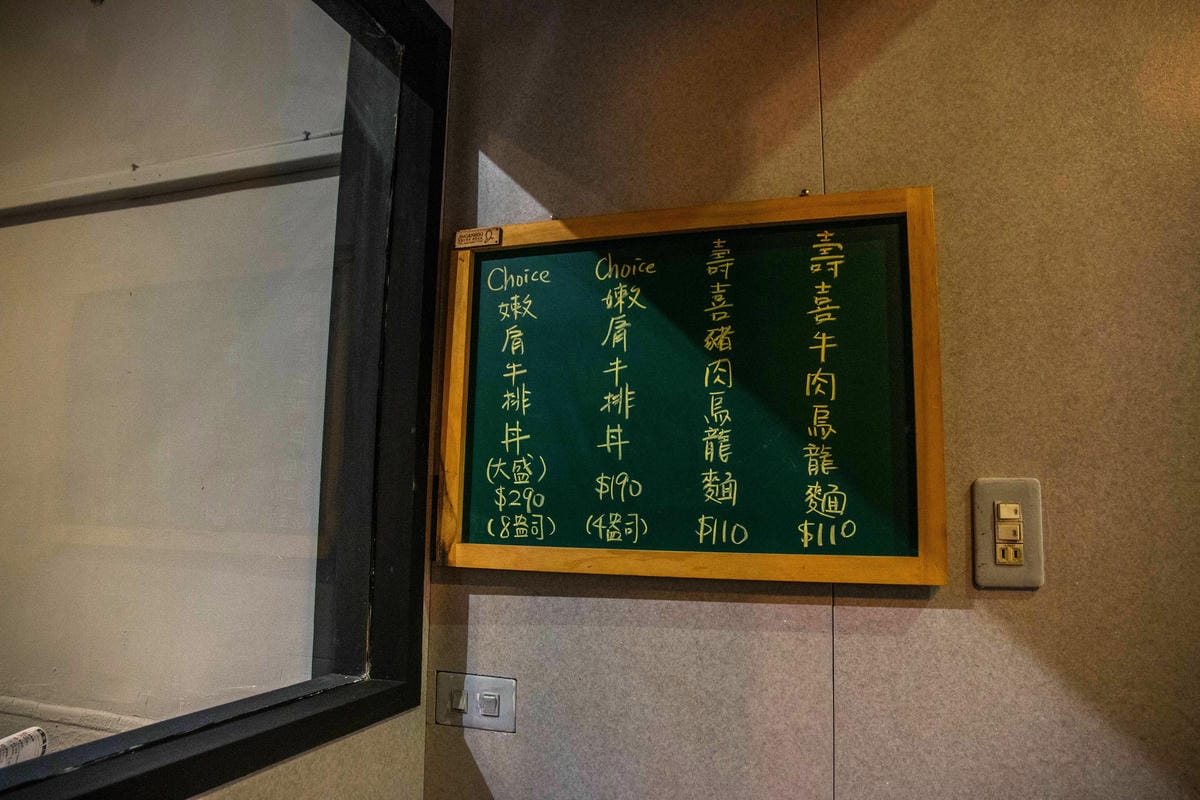 壽喜牛肉烏龍麵
$110
壽喜豬肉烏龍麵
$110
Choice
嫩肩牛排丼
$190
(4盎司)
Choice
嫩肩牛排丼
(大盛)
$290
(8盎司)